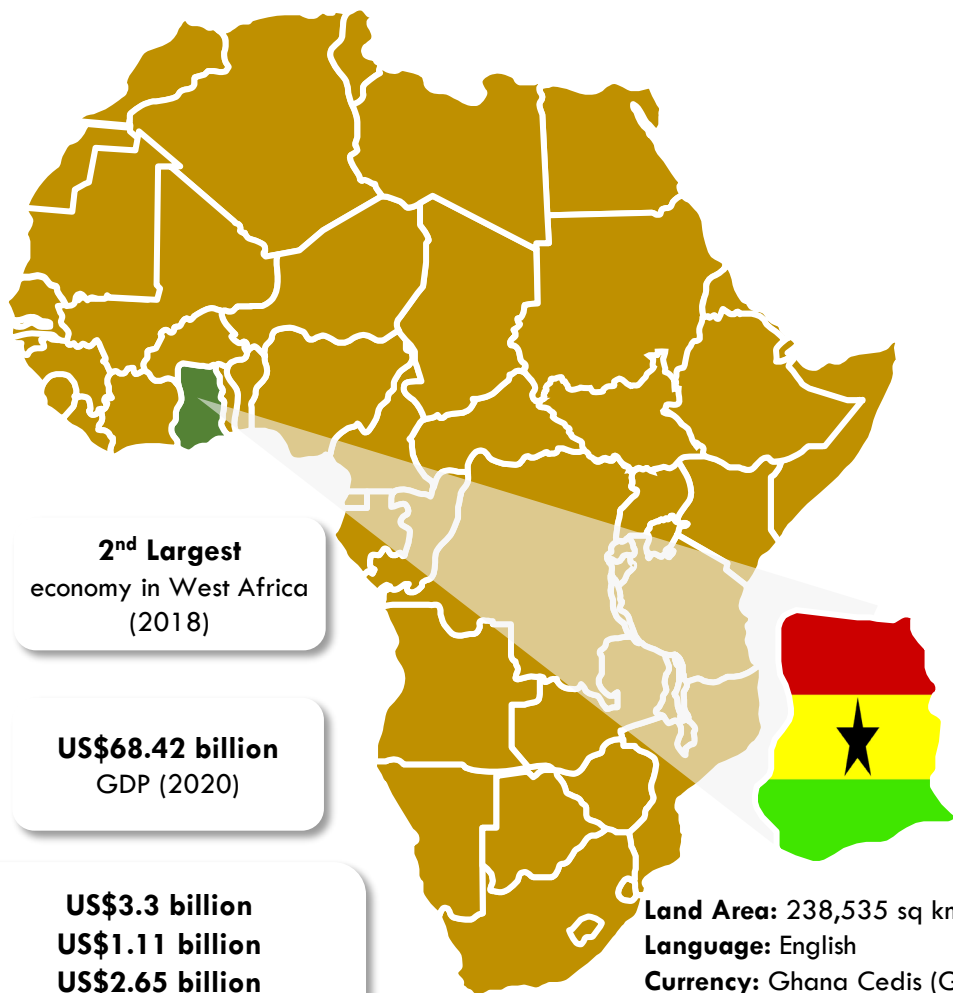 2nd Largest
economy in West Africa
(2018)
US$68.42 billion
GDP (2020)
US$3.3 billion
US$1.11 billion
US$2.65 billion
Land Area: 238,535 sq km
Language: English
Currency: Ghana Cedis (G